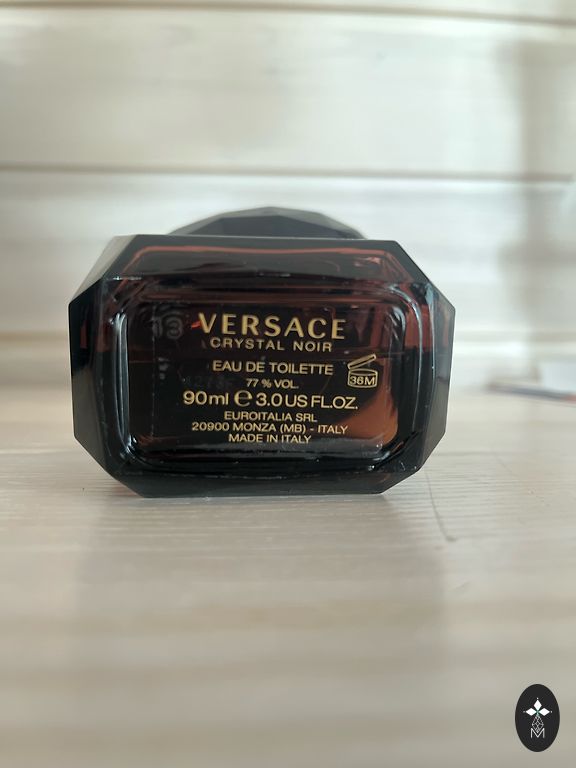 13 VERSACE
CRYSTAL NOIR
EAU DE TOILETTE
77 % VOL.
36M
90ml ℮ 3.0 US FL.OZ.
EUROITALIA SRL
20900 MONZA (MB) - ITALY
MADE IN ITALY
M